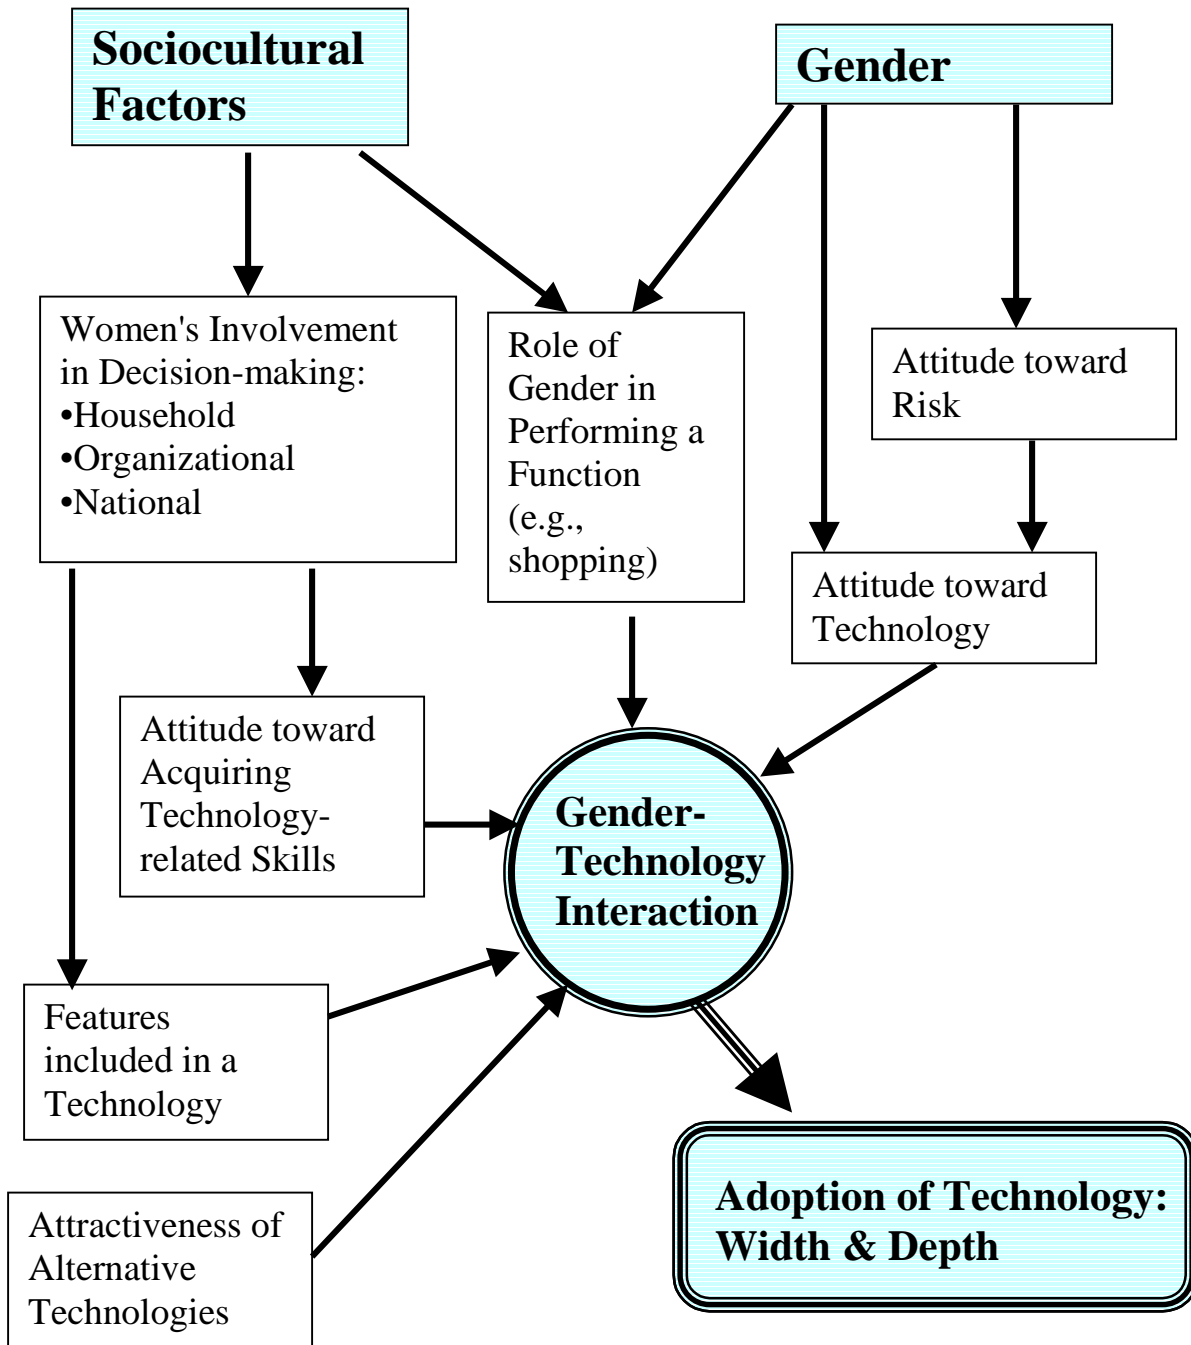 Sociocultural
Factors
Gender
Women's Involvement
in Decision-making:
•Household
•Organizational
•National
Role of
Gender in
Performing a
Function
(e.g.,
shopping)
Attitude toward
Risk
Attitude toward
Technology
Attitude toward
Acquiring
Technology-
related Skills
Gender-
Technology
Interaction
Features
included in a
Technology
Adoption of Technology:
Width & Depth
Attractiveness of
Alternative
Technologies